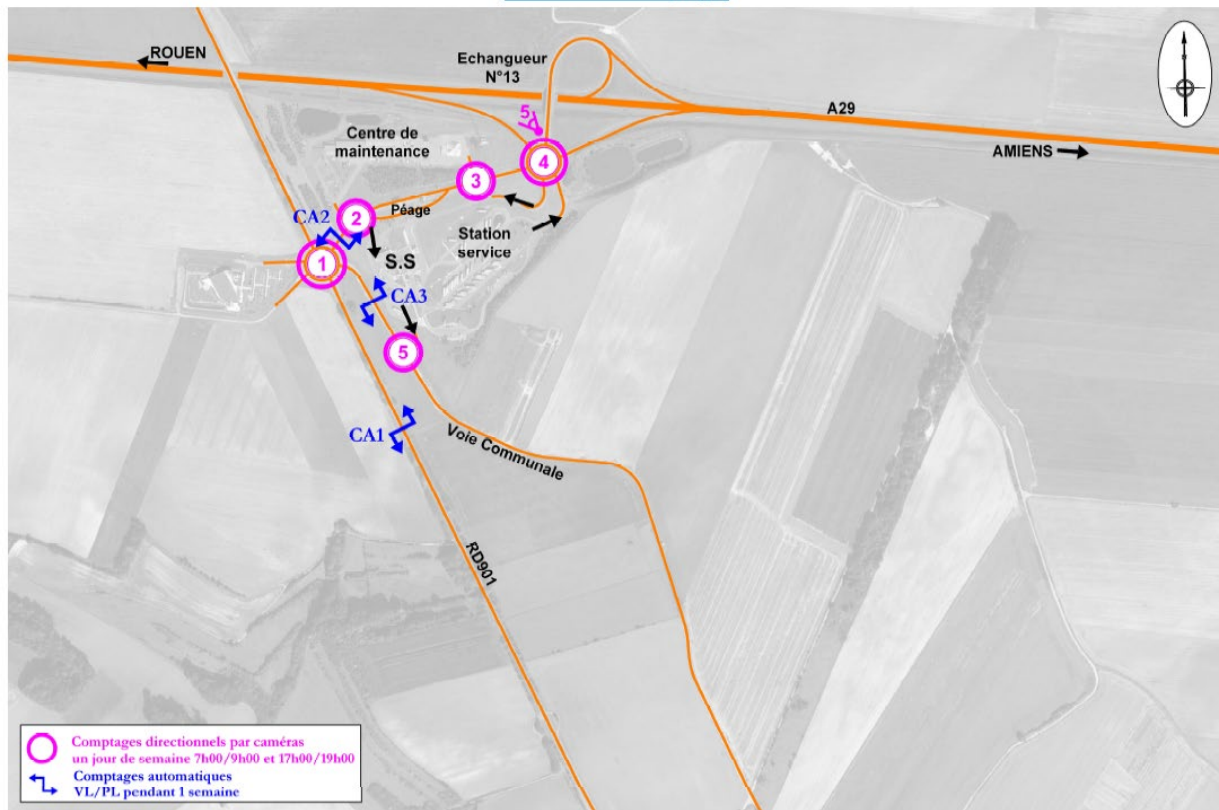 ROUEN
Echangueur
N°13
A29
AMIENS
5
Centre de
maintenance
4
3
Péage
2
CA2
Station
service
S.S
1
CA3
5
CA1
Voie Communale
RD901
Comptages directionnels par caméras
un jour de semaine 7h00/9h00 et 17h00/19h00
Comptages automatiques
VL/PL pendant 1 semaine